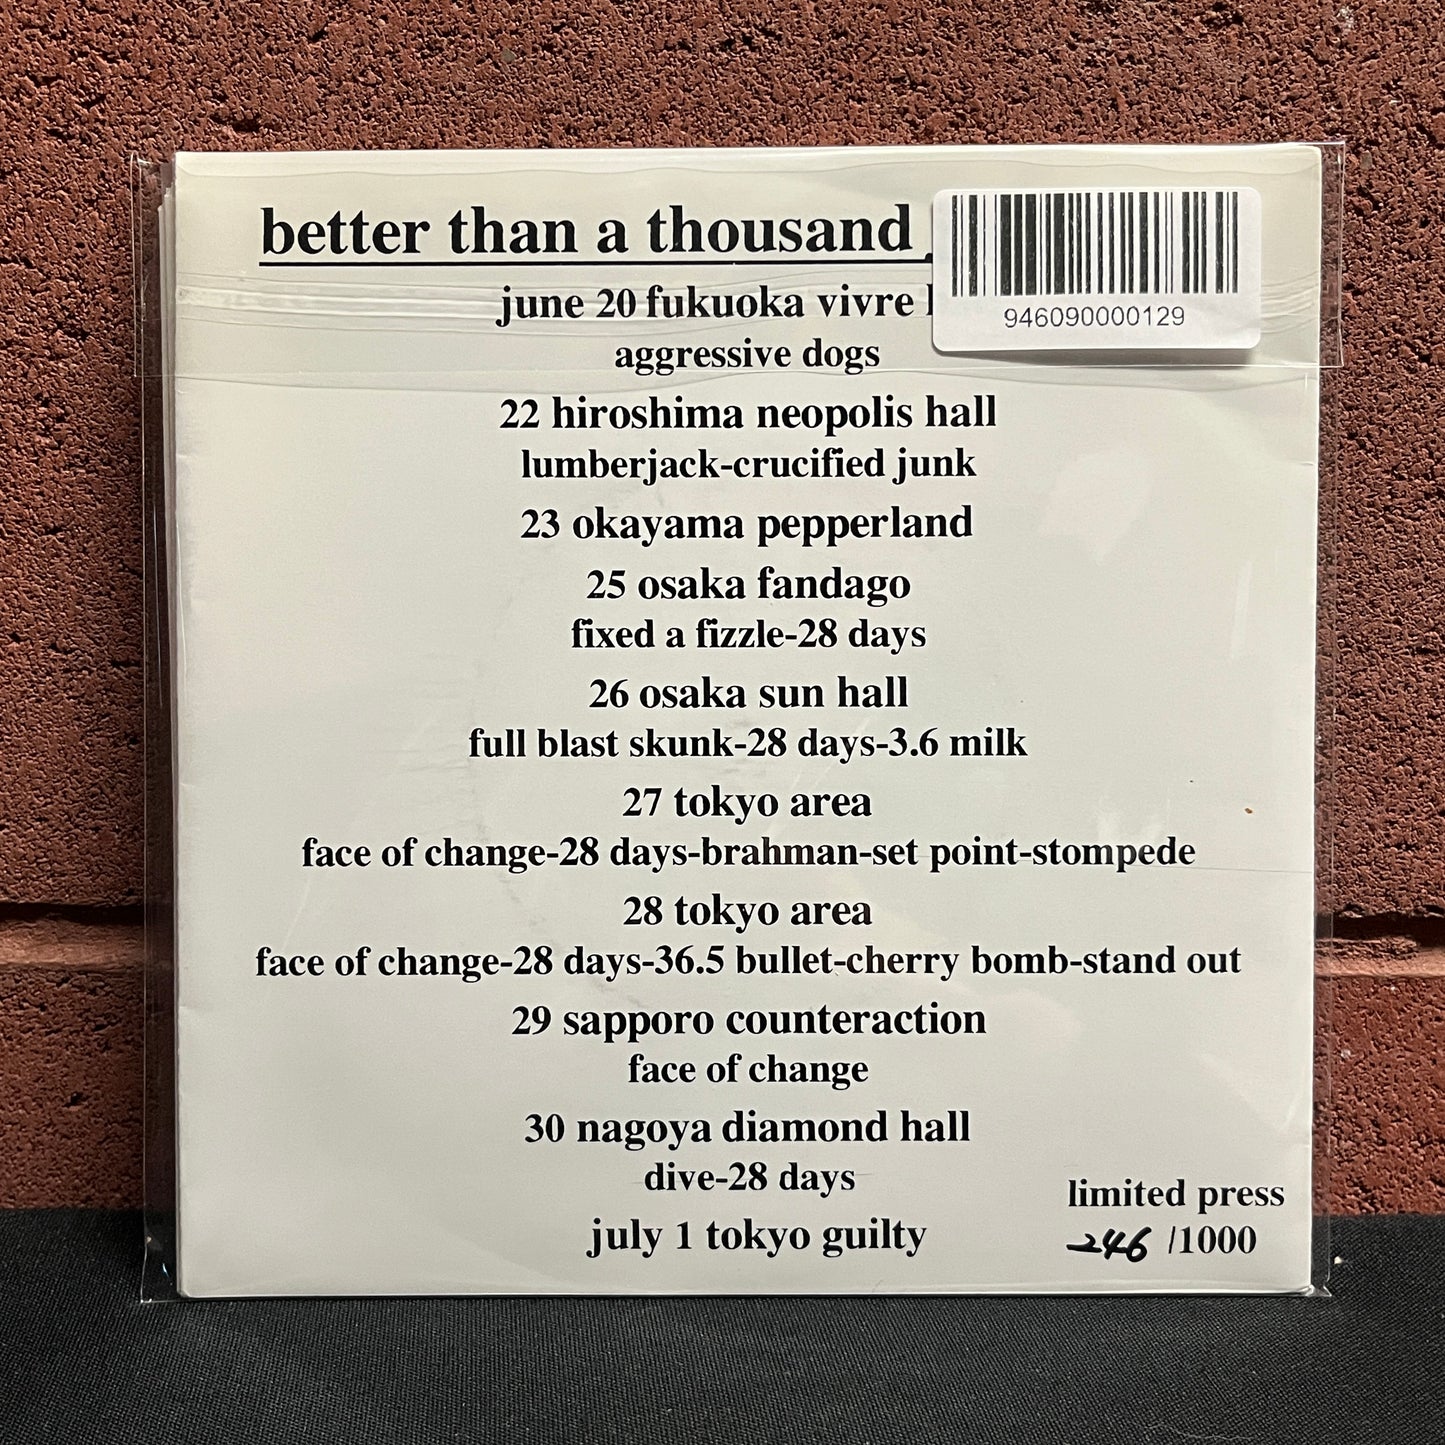 better than a thousand
june 20 fukuoka vivre
946090000129
aggressive dogs
22 hiroshima neopolis hall
lumberjack-crucified junk
23 okayama pepperland
25 osaka fandago
fixed a fizzle-28 days
26 osaka sun hall
full blast skunk-28 days-3.6 milk
27 tokyo area
face of change-28 days-brahman-set point-stompede
28 tokyo area
face of change-28 days-36.5 bullet-cherry bomb-stand out
29 sapporo counteraction
face of change
30 nagoya diamond hall
dive-28 days
july 1 tokyo guilty
limited press
246 /1000